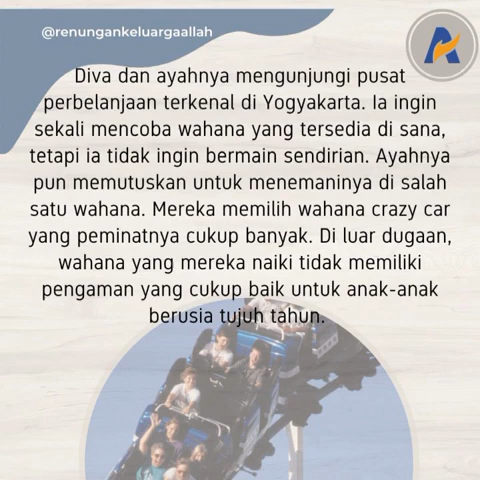 @renungankeluargaallah
Diva dan ayahnya mengunjungi pusat
perbelanjaan terkenal di Yogyakarta. Ia ingin
sekali mencoba wahana yang tersedia di sana,
tetapi ia tidak ingin bermain sendirian. Ayahnya
pun memutuskan untuk menemaninya di salah
satu wahana. Mereka memilih wahana crazy car
yang peminatnya cukup banyak. Di luar dugaan,
wahana yang mereka naiki tidak memiliki
pengaman yang cukup baik untuk anak-anak
berusia tujuh tahun.